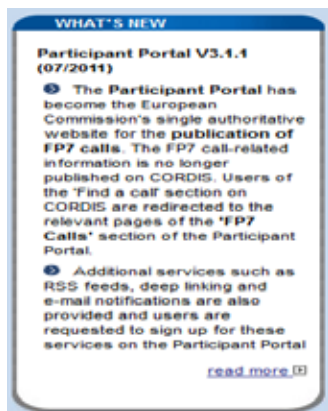 WHAT'S NEW
Participant Portal V3.1.1
(07/2011)
The Participant Portal has
become the European
Commission's single authoritative
website for the publication of
FP7 calls. The FP7 call-related
information is no longer
published on CORDIS. Users of
the 'Find a call' section on
CORDIS are redirected to the
relevant pages of the 'FP7
Calls' section of the Participant
Portal.
Additional services such as
RSS feeds, deep linking and
e-mail notifications are also
provided and users are
requested to sign up for these
services on the Participant Portal
read more